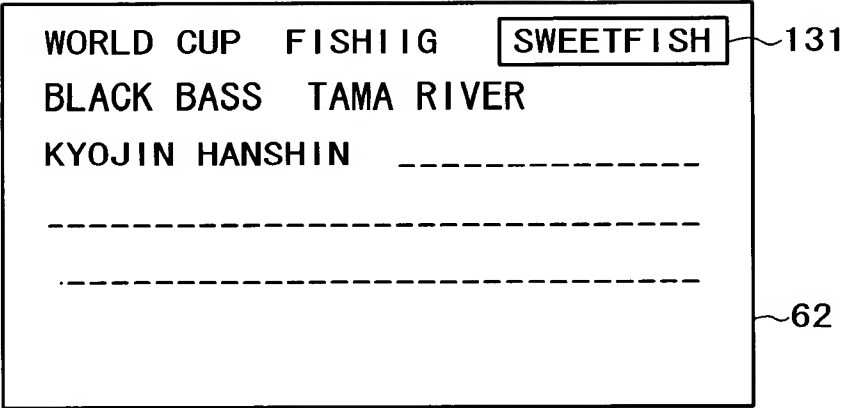 WORLD CUP FISHIIG SWEETFISH 131
BLACK BASS TAMA RIVER
KYOJIN HANSHIN
62